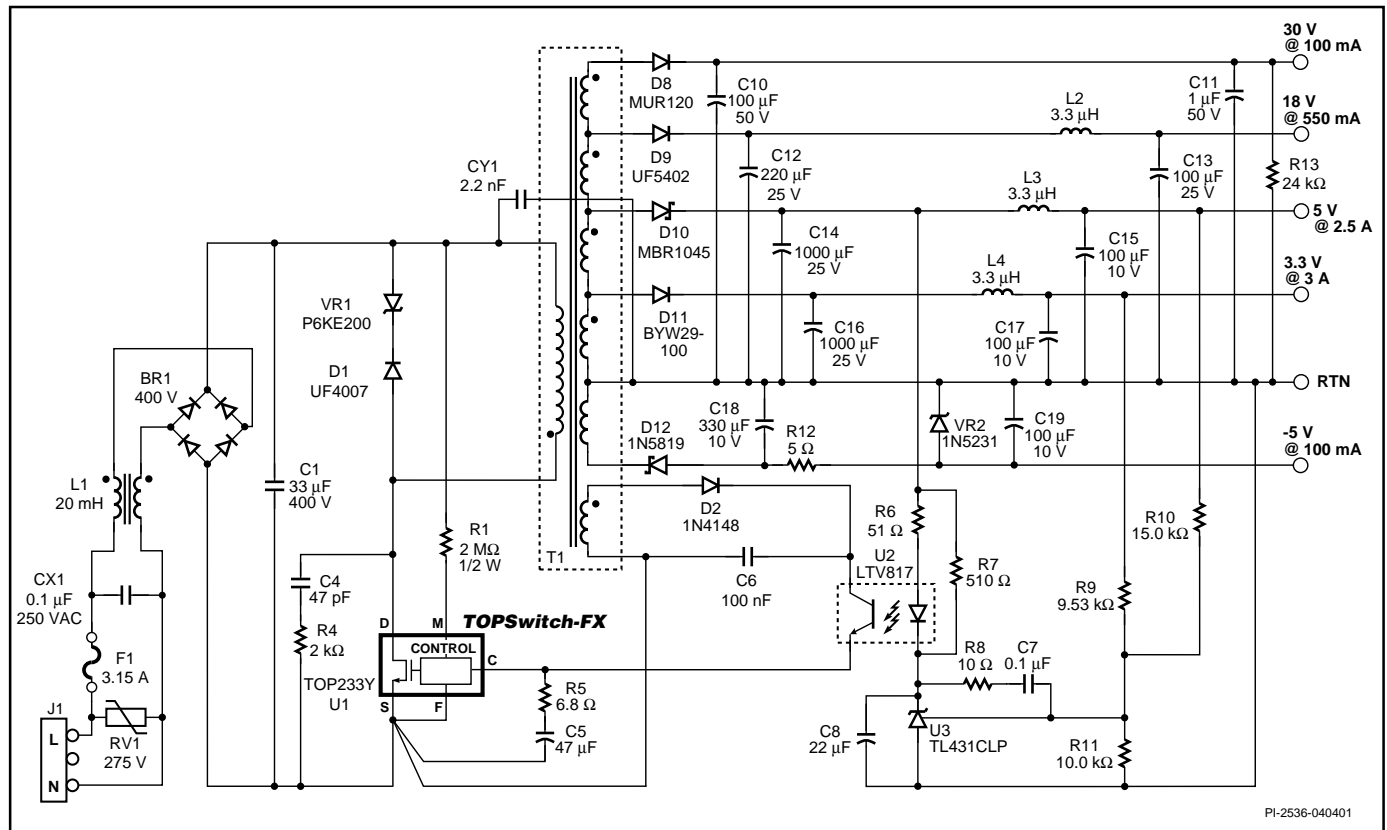 30 V
@ 100 mA
D8
MUR120
C10
100 µF
50 V
C11
1 µF
50 V
L2
3.3 µH
18 V
@ 550 mA
D9
UF5402
C12
220 µF
25 V
C13
100 µF
25 V
R13
24 kΩ
CY1
2.2 nF
L3
3.3 µH
5 V
@ 2.5 A
D10
MBR1045
C14
1000 µF
25 V
C15
100 µF
10 V
L4
3.3 µH
3.3 V
@ 3 A
VR1
P6KE200
D11
BYW29-
100
C16
1000 µF
25 V
C17
100 µF
10 V
D1
UF4007
BR1
400 V
RTN
C18
330 µF
10 V
D12
1N5819
R12
5 Ω
VR2
1N5231
C19
100 µF
10 V
-5 V
@ 100 mA
L1
20 mH
C1
33 µF
400 V
D2
1N4148
R6
51 Ω
R10
15.0 kΩ
R1
2 MΩ
1/2 W
T1
U2
LTV817
R7
510 Ω
CX1
0.1 µF
250 VAC
C4
47 pF
C6
100 nF
R9
9.53 kΩ
R4
2 kΩ
D
M
TOPSwitch-FX
CONTROL
C
TOP233Y
U1
S
F
F1
3.15 A
R5
6.8 Ω
C5
47 µF
R8
10 Ω
C7
0.1 µF
J1
L
N
RV1
275 V
C8
22 µF
U3
TL431CLP
R11
10.0 kΩ
PI-2536-040401